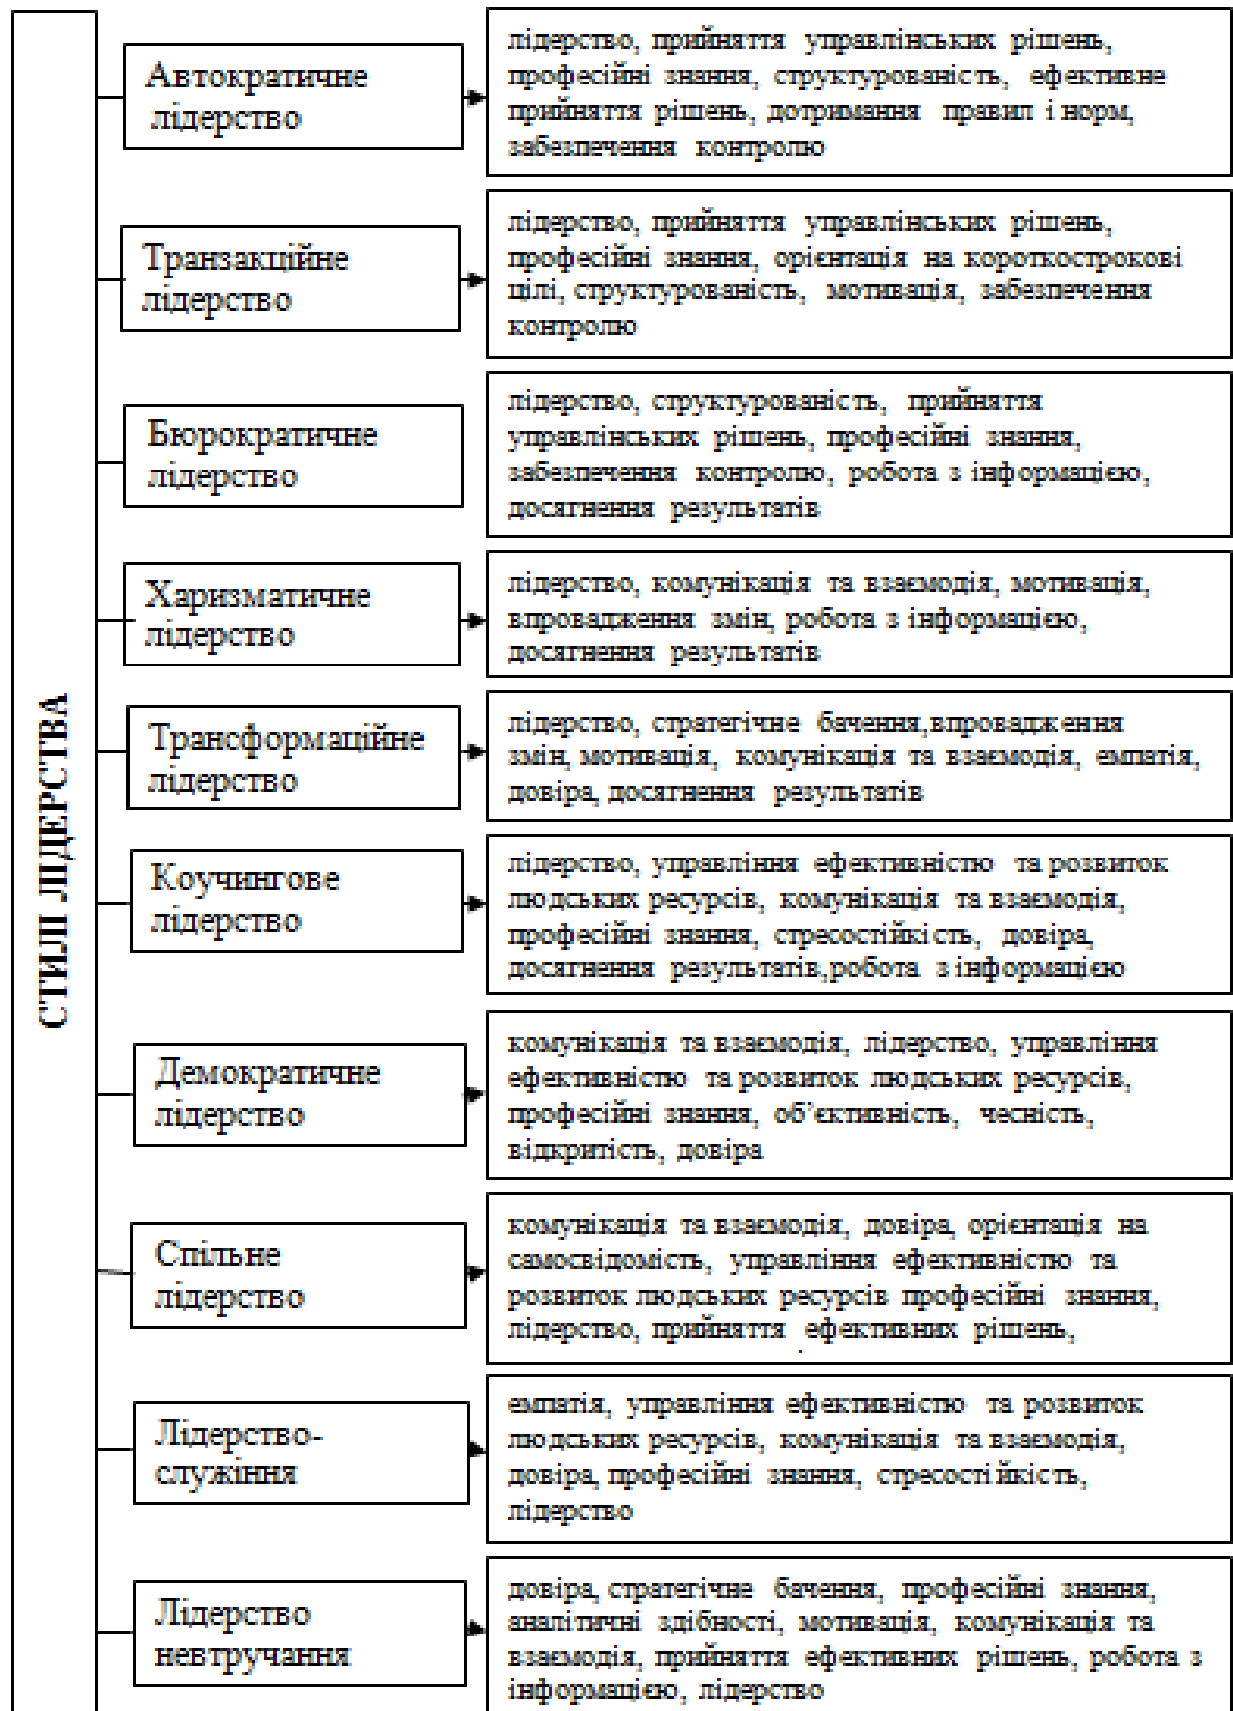 СТИЛІ ЛІДЕРСТВА
Автократичне
лідерство
лідерство, прийняття управлінських рішень,
професійні знання, структурованість, ефективне
прийняття рішень, дотримання правил і норм,
забезпечення контролю
Транзакційне
лідерство
лідерство, прийняття управлінських рішень,
професійні знання, орієнтація на короткострокові
цілі, структурованість, мотивація, забезпечення
контролю
Бюрократичне
лідерство
лідерство, структурованість, прийняття
управлінських рішень, професійні знання,
забезпечення контролю, робота з інформацією,
досягнення результатів
Харизматичне
лідерство
лідерство, комунікація та взаємодія, мотивація,
впровадження змін, робота з інформацією,
досягнення результатів
Трансформаційне
лідерство
лідерство, стратегічне бачення,впровадження
змін, мотивація, комунікація та взаємодія, емпатія,
довіра, досягнення результатів
Коучингове
лідерство
лідерство, управління ефективністю та розвиток
людських ресурсів, комунікація та взаємодія,
професійні знання, стресостійкість, довіра,
досягнення результатів,робота з інформацією
Демократичне
лідерство
комунікація та взаємодія, лідерство, управління
ефективністю та розвиток людських ресурсів,
професійні знання, об’єктивність, чесність,
відкритість, довіра
Спільне
лідерство
комунікація та взаємодія, довіра, орієнтація на
самосвідомість, управління ефективністю та
розвиток людських ресурсів професійні знання,
лідерство, прийняття ефективних рішень,
Лідерство-
служіння
емпатія, управління ефективністю та розвиток
людських ресурсів, комунікація та взаємодія,
довіра, професійні знання, стресостійкість,
лідерство
Лідерство
невтручання
довіра, стратегічне бачення, професійні знання,
аналітичні здібності, мотивація, комунікація та
взаємодія, прийняття ефективних рішень, робота з
інформацією, лідерство